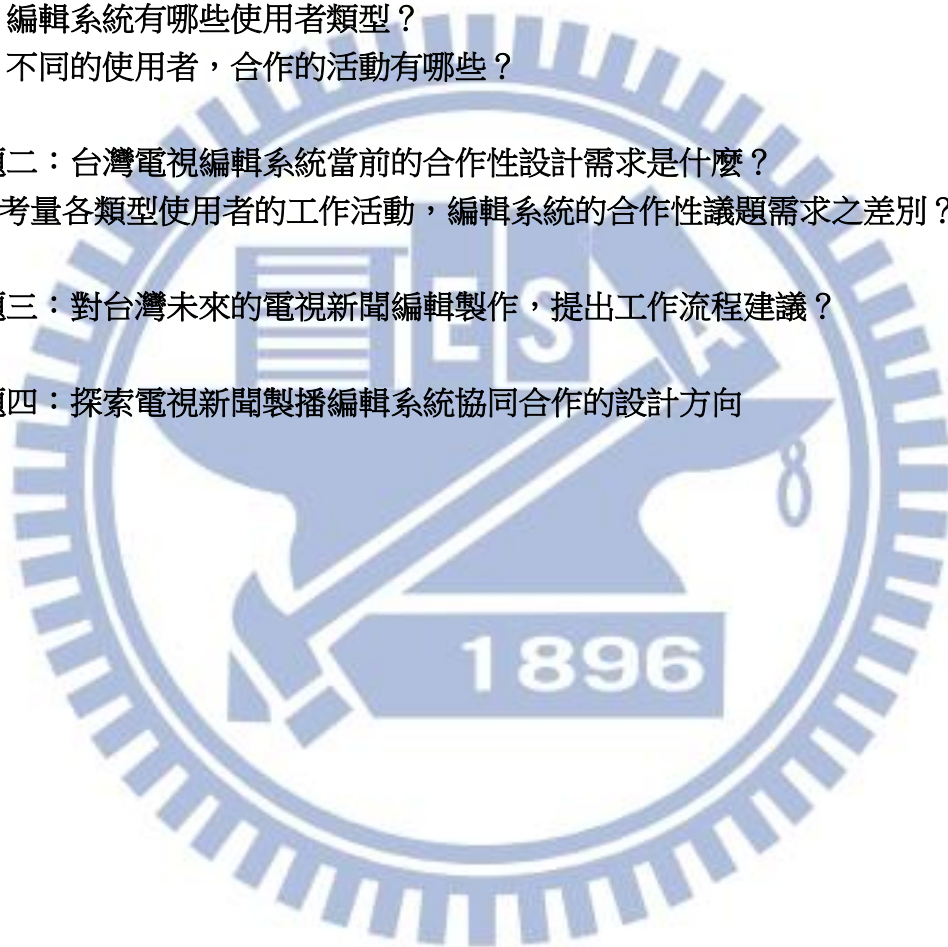 編輯系統有哪些使用者類型？
不同的使用者，合作的活動有哪些？
題二：台灣電視編輯系統當前的合作性設計需求是什麼？
考量各類型使用者的工作活動，編輯系統的合作性議題需求之差別？
題三：對台灣未來的電視新聞編輯製作，提出工作流程建議？
題四：探索電視新聞製播編輯系統協同合作的設計方向
E S A
8
1896